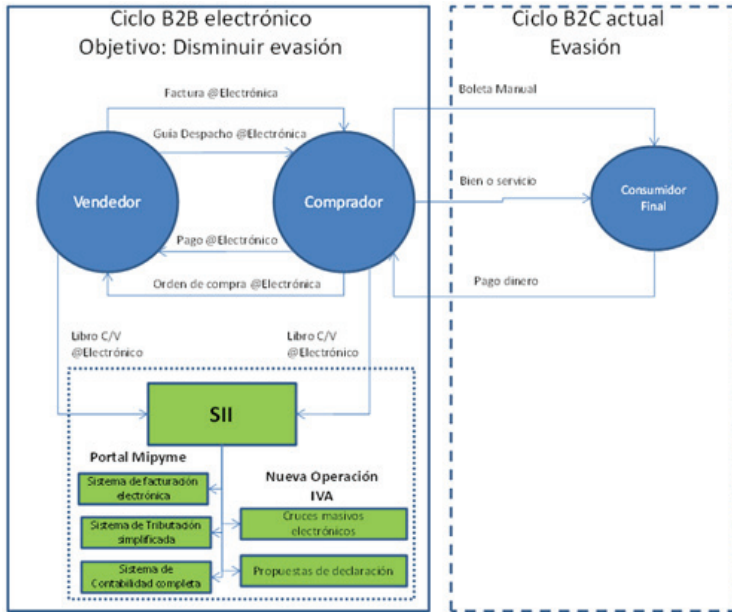 Ciclo B2B electrónico
Objetivo: Disminuir evasión
Ciclo B2C actual
Evasión
Factura @Electrónica
Guía Despacho @Electrónica
Vendedor
Comprador
Pago @Electrónico
Orden de compra @Electrónica
Boleta Manual
Bien o servicio
Consumidor
Final
Pago dinero
Libro C/V
@Electrónico
Libro C/V
@Electrónico
SII
Portal Mipyme
Sistema de facturación
electrónica
Sistema de Tributación
simplificada
Sistema de
Contabilidad completa
Nueva Operación
IVA
Cruces masivos
electrónicos
Propuestas de declaración